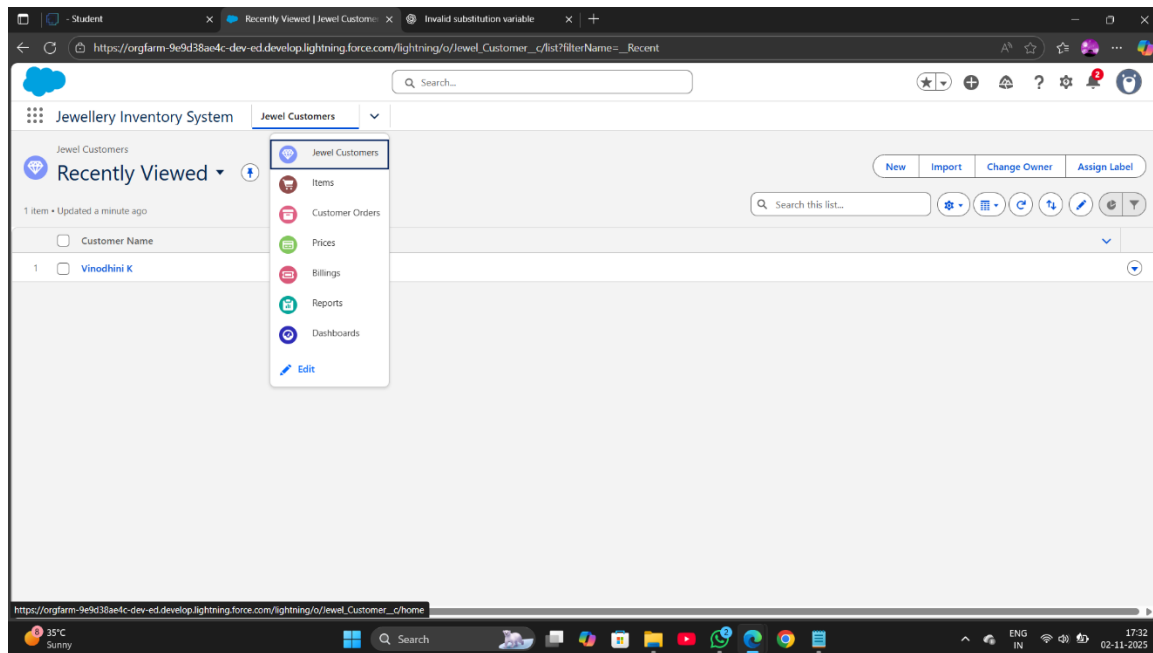 - Student
Recently Viewed | Jewel Custome
Invalid substitution variable
https://orgfarm-9e9d38ae4c-dev-ed.develop.lightning.force.com/lightning/o/Jewel_Customer__c/list?filterName=__Recent
Search...
2
Jewellery Inventory System
Jewel Customers
Jewel Customers
Recently Viewed
New
Import
Change Owner
Assign Label
1 item • Updated a minute ago
Search this list...
Customer Name
1
Vinodhini K
Jewel Customers
Items
Customer Orders
Prices
Billings
Reports
Dashboards
Edit
https://orgfarm-9e9d38ae4c-dev-ed.develop.lightning.force.com/lightning/o/Jewel_Customer__c/home
8
35°C
Sunny
Search
2
ENG
IN
17:32
02-11-2025